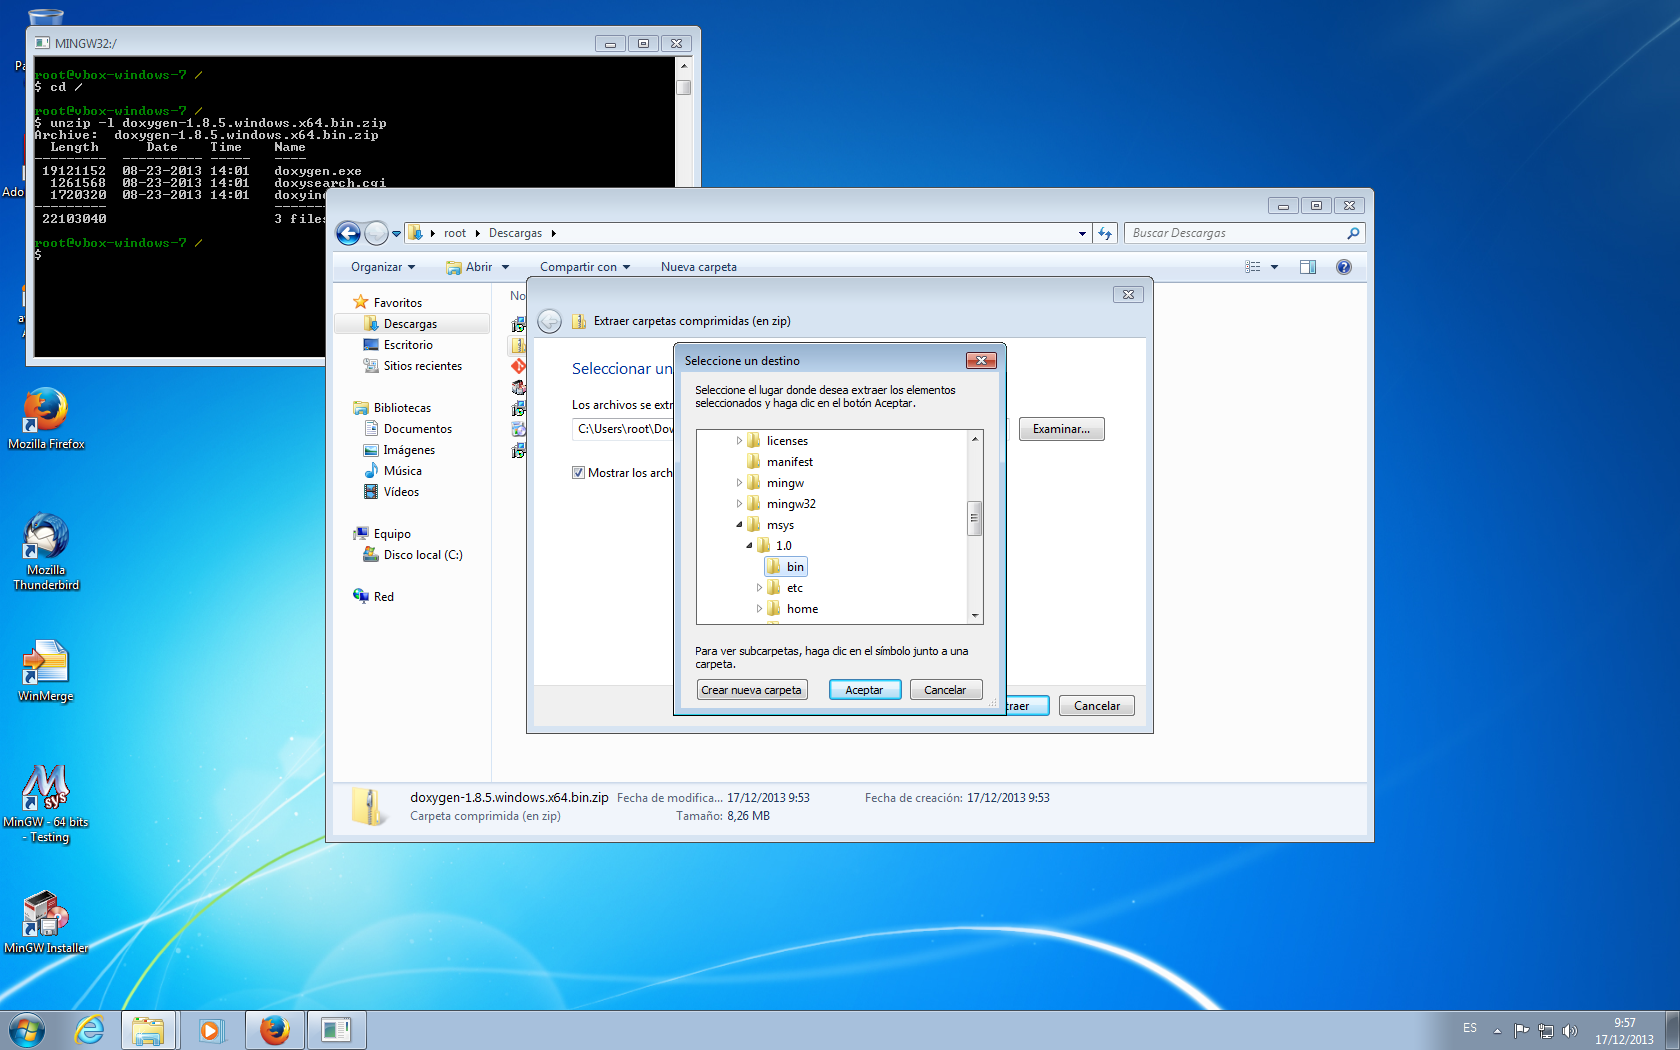 MINGW32:/
root@vbox-windows-7 /
$ cd /
root@vbox-windows-7 /
$ unzip -l doxygen-1.8.5.windows.x64.bin.zip
Archive:  doxygen-1.8.5.windows.x64.bin.zip
Length Date Time Name
--------- ---------- ----- ----
19121152 08-23-2013 14:01 doxygen.exe
1261568 08-23-2013 14:01 doxysearch.cgi
1720320 08-23-2013 14:01 doxyin
--------- -------
22103040 3 files
root@vbox-windows-7 /
$
root Descargas
Buscar Descargas
Organizar Abrir Compartir con Nueva carpeta
Favoritos
Descargas
Escritorio
Sitios recientes
Bibliotecas
Documentos
Imágenes
Música
Vídeos
Equipo
Disco local (C:)
Red
No
Extraer carpetas comprimidas (en zip)
Seleccionar un
Los archivos se extr
C:\Users\root\Dow
Examinar...
Mostrar los arch
raer
Cancelar
Seleccione un destino
Seleccione el lugar donde desea extraer los elementos
seleccionados y haga clic en el botón Aceptar.
licenses
manifest
mingw
mingw32
msys
1.0
bin
etc
home
Para ver subcarpetas, haga clic en el símbolo junto a una
carpeta.
Crear nueva carpeta Aceptar Cancelar
doxygen-1.8.5.windows.x64.bin.zip Fecha de modifica... 17/12/2013 9:53 Fecha de creación: 17/12/2013 9:53
Carpeta comprimida (en zip) Tamaño: 8,26 MB
Pa
Ado
Mozilla Firefox
Mozilla
Thunderbird
WinMerge
MinGW - 64 bits
- Testing
MinGW Installer
ES
9:57
17/12/2013